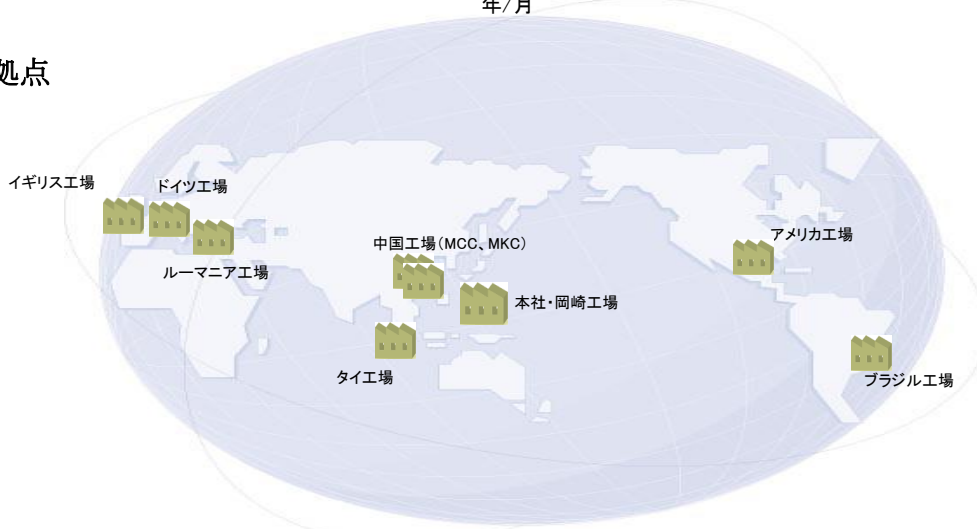 年/月
拠点
イギリス工場
ドイツ工場
ルーマニア工場
中国工場(MCC、MKC)
アメリカ工場
本社・岡崎工場
タイ工場
ブラジル工場